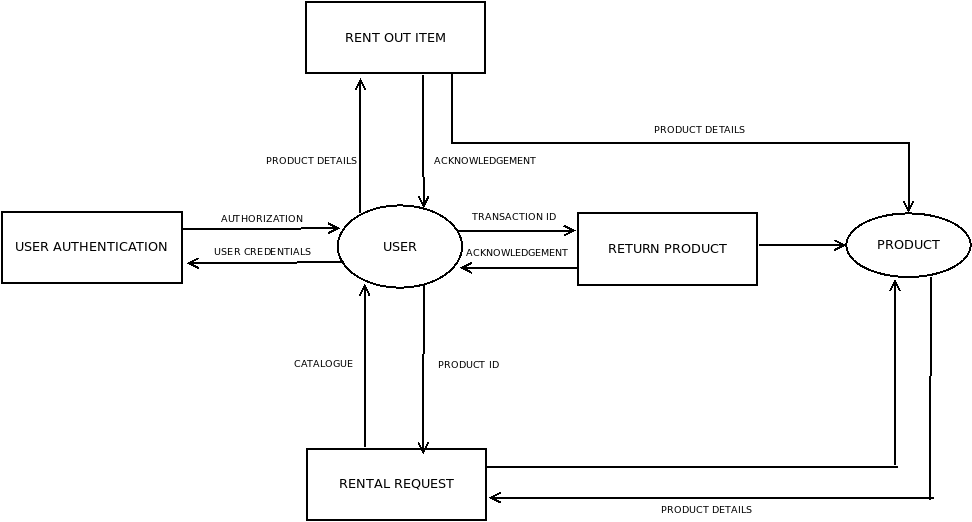 RENT OUT ITEM
PRODUCT DETAILS
PRODUCT DETAILS
ACKNOWLEDGEMENT
AUTHORIZATION
TRANSACTION ID
USER AUTHENTICATION
USER
RETURN PRODUCT
PRODUCT
USER CREDENTIALS
ACKNOWLEDGEMENT
CATALOGUE
PRODUCT ID
RENTAL REQUEST
PRODUCT DETAILS